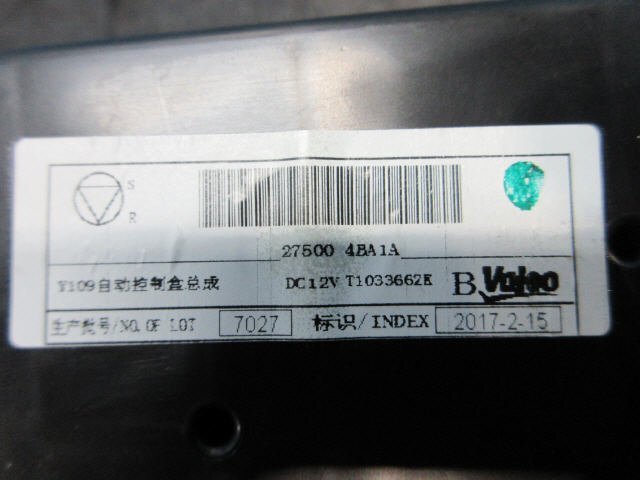 S
R
27500 4BA1A
Y109自动控制盒总成 DC12V T1033662E B Valeo
生产批号/NO.OF LOT 7027 标识/INDEX 2017-2-15